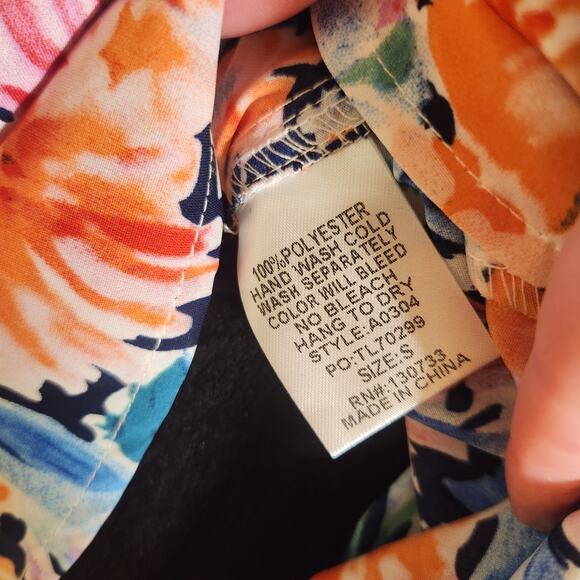 100%POLYESTER
HAND WASH COLD
WASH SEPARATELY
COLOR WILL BLEED
NO BLEACH
HANG TO DRY
STYLE:A0304
PO:TL70299
SIZE:S
RN#:130733
MADE IN CHINA